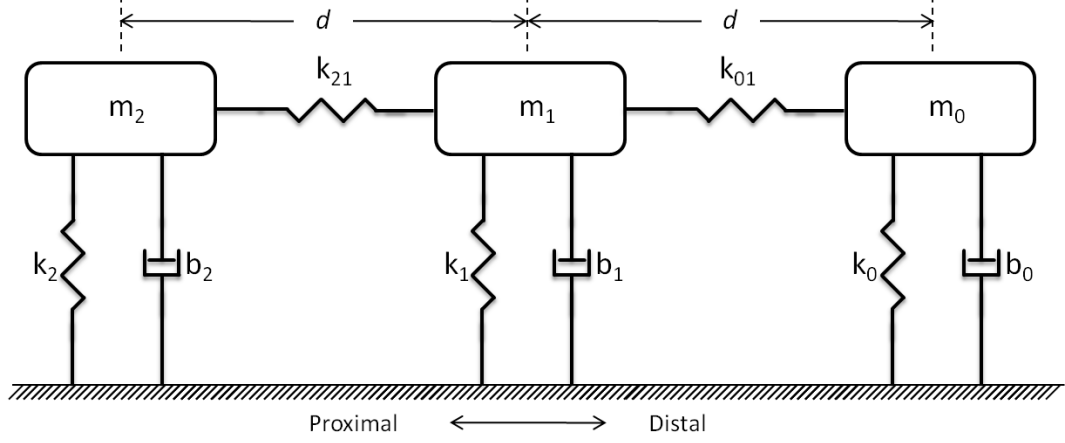 d d
k₂₁ k₀₁
m₂ m₁ m₀
k₂ b₂ k₁ b₁ k₀ b₀
Proximal Distal